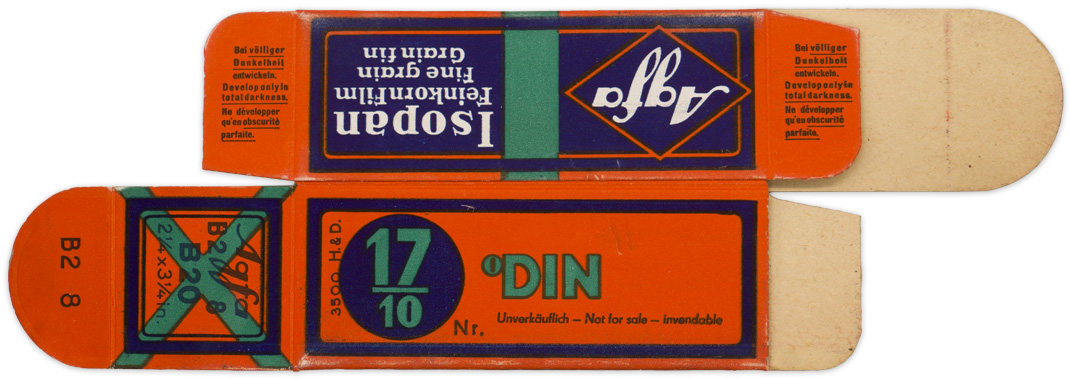 Bei völliger
Dunkelheit
entwickeln.
Develop only in
total darkness.
Ne développer
qu'en obscurité
parfaite.
Isopan
Feinkornfilm
Fine grain
Grain fin
Agfa
Bei völliger
Dunkelheit
entwickeln.
Develop only in
total darkness.
Ne développer
qu'en obscurité
parfaite.
B2 8
Agfa
B2 8
B20
2¼ x 3¼ in.
3500 H.&D.
17
10
°DIN
Nr.
Unverkäuflich – Not for sale – invendable